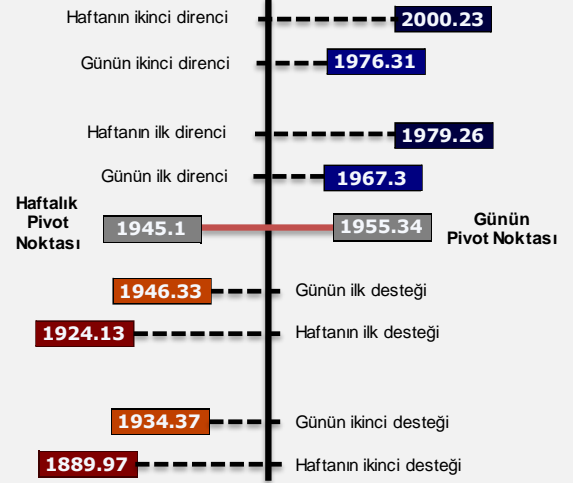 Haftanın ikinci direnci 2000.23
Günün ikinci direnci 1976.31
Haftanın ilk direnci 1979.26
Günün ilk direnci 1967.3
Haftalık
Pivot
Noktası
1945.1
1955.34
Günün
Pivot Noktası
1946.33 Günün ilk desteği
1924.13 Haftanın ilk desteği
1934.37 Günün ikinci desteği
1889.97 Haftanın ikinci desteği